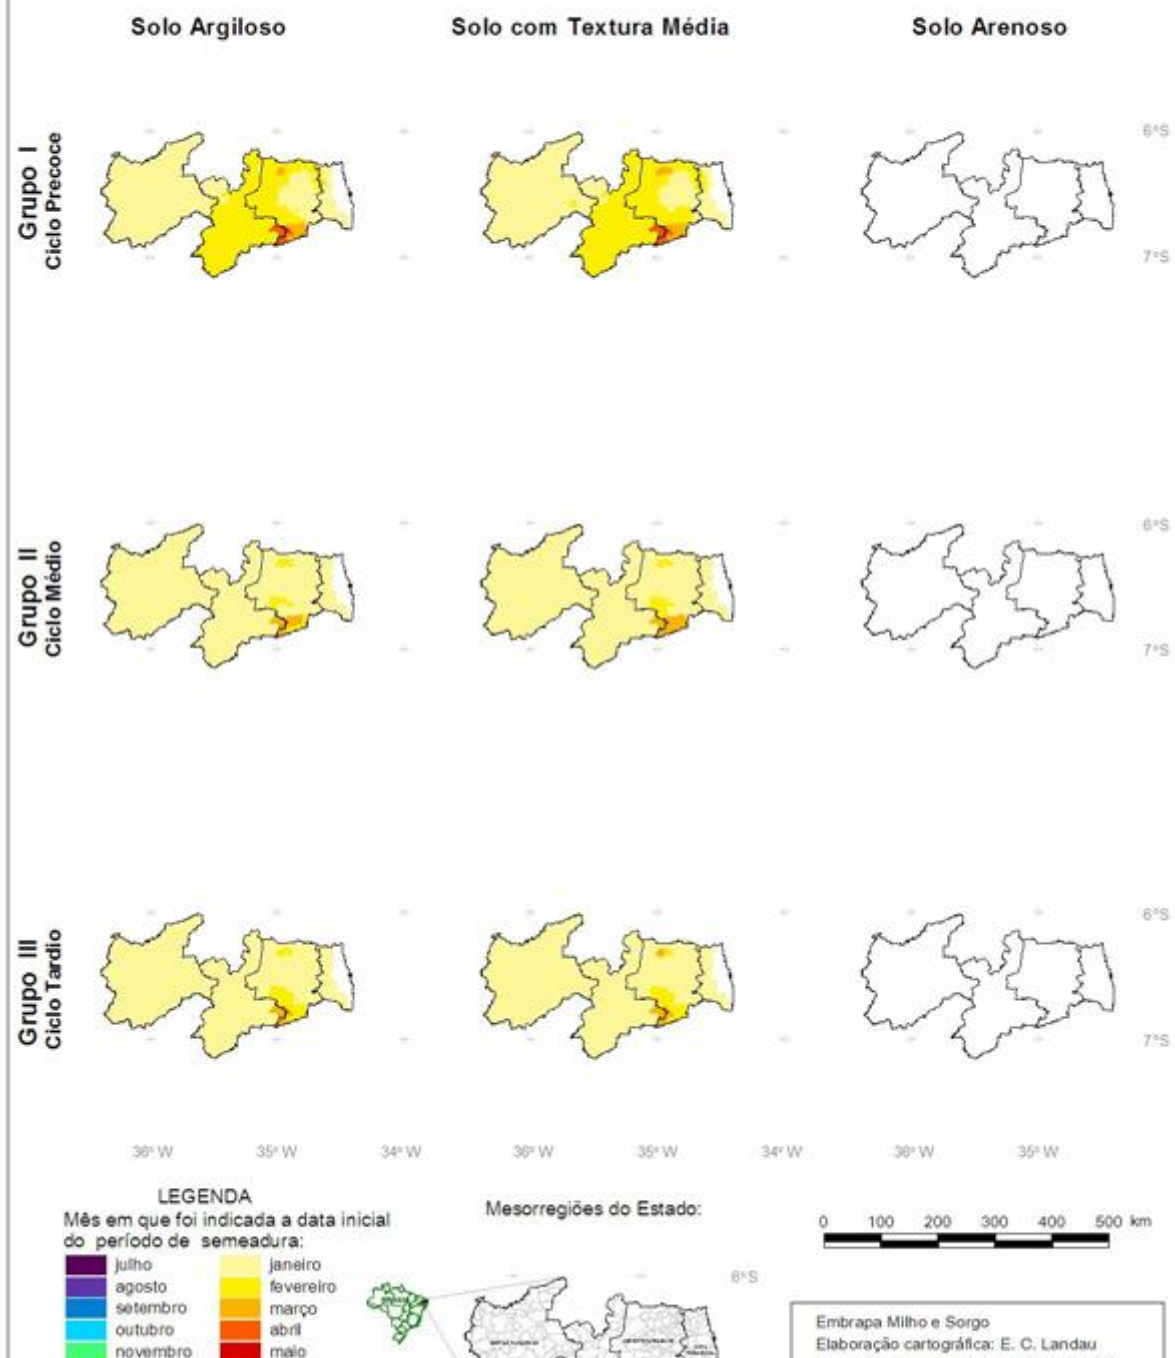 Solo Argiloso
Solo com Textura Média
Solo Arenoso
Grupo I
Ciclo Precoce
6°S
7°S
Grupo II
Ciclo Médio
6°S
7°S
Grupo III
Ciclo Tardio
6°S
7°S
36° W
35° W
34° W
36° W
35° W
34° W
36° W
35° W
LEGENDA
Mês em que foi indicada a data inicial
do período de semeadura:
julho
agosto
setembro
outubro
novembro
janeiro
fevereiro
março
abril
maio
Mesorregiões do Estado:
6°S
0 100 200 300 400 500 km
Embrapa Milho e Sorgo
Elaboração cartográfica: E. C. Landau